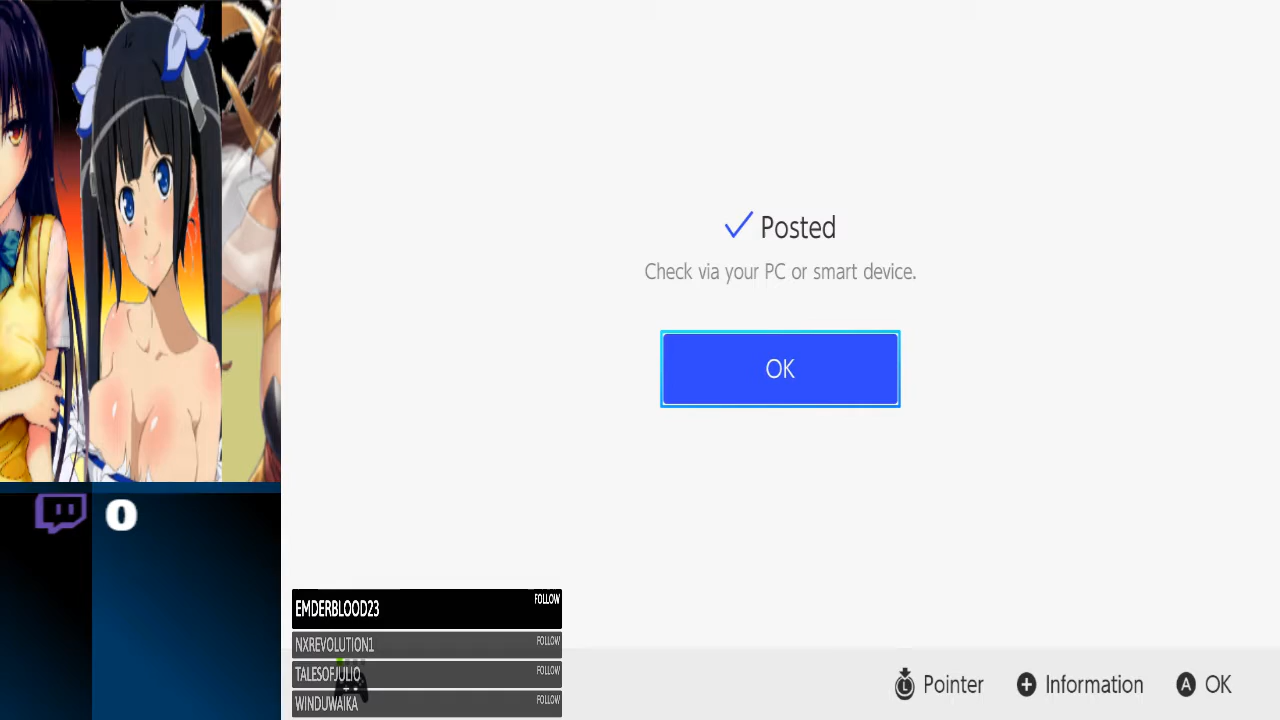 Posted
Check via your PC or smart device.
OK
0
EMDERBLOOD23 FOLLOW
NXREVOLUTION1 FOLLOW
TALESOFJULIO FOLLOW
WINDUWAIKA FOLLOW
L Pointer + Information A OK